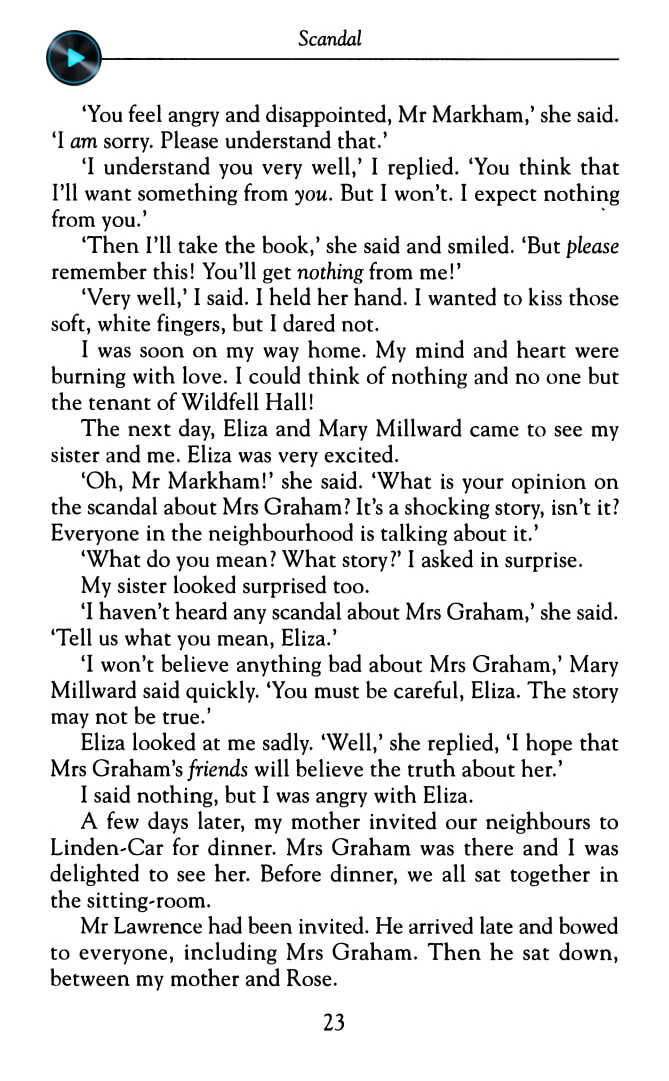 Scandal
‘You feel angry and disappointed, Mr Markham,’ she said.
‘I am sorry. Please understand that.’
‘I understand you very well,’ I replied. ‘You think that
I’ll want something from you. But I won’t. I expect nothing
from you.’
‘Then I’ll take the book,’ she said and smiled. ‘But please
remember this! You’ll get nothing from me!’
‘Very well,’ I said. I held her hand. I wanted to kiss those
soft, white fingers, but I dared not.
I was soon on my way home. My mind and heart were
burning with love. I could think of nothing and no one but
the tenant of Wildfell Hall!
The next day, Eliza and Mary Millward came to see my
sister and me. Eliza was very excited.
‘Oh, Mr Markham!’ she said. ‘What is your opinion on
the scandal about Mrs Graham? It’s a shocking story, isn’t it?
Everyone in the neighbourhood is talking about it.’
‘What do you mean? What story?’ I asked in surprise.
My sister looked surprised too.
‘I haven’t heard any scandal about Mrs Graham,’ she said.
‘Tell us what you mean, Eliza.’
‘I won’t believe anything bad about Mrs Graham,’ Mary
Millward said quickly. ‘You must be careful, Eliza. The story
may not be true.’
Eliza looked at me sadly. ‘Well,’ she replied, ‘I hope that
Mrs Graham’s friends will believe the truth about her.’
I said nothing, but I was angry with Eliza.
A few days later, my mother invited our neighbours to
Linden-Car for dinner. Mrs Graham was there and I was
delighted to see her. Before dinner, we all sat together in
the sitting-room.
Mr Lawrence had been invited. He arrived late and bowed
to everyone, including Mrs Graham. Then he sat down,
between my mother and Rose.
23